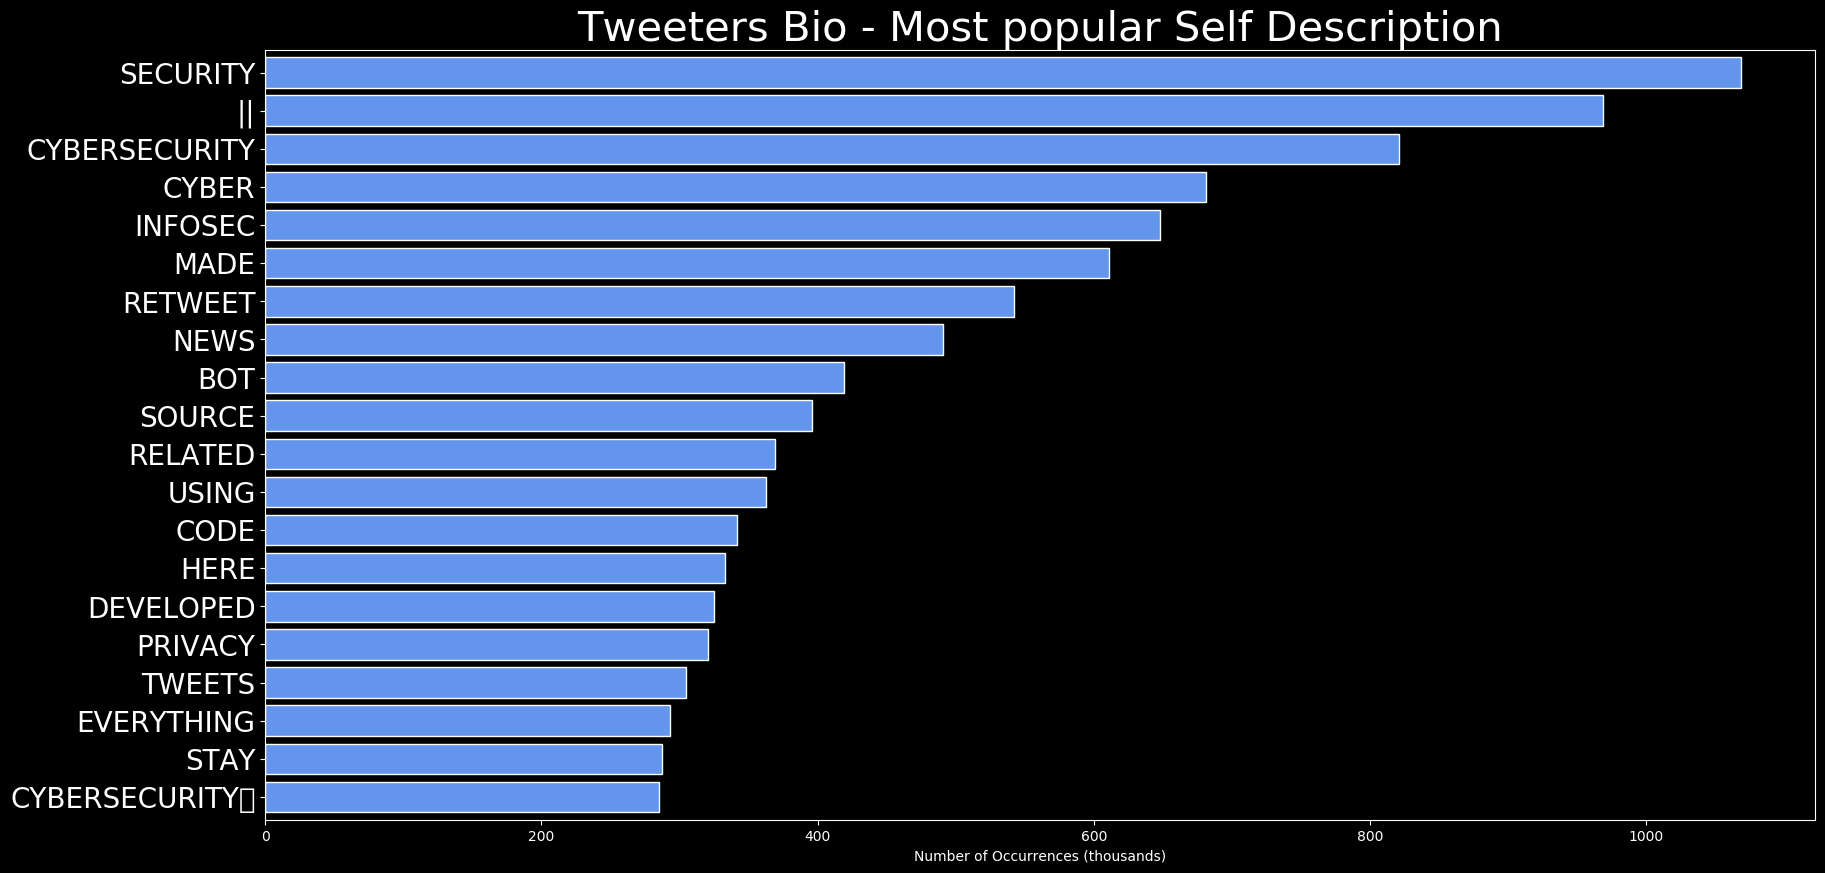 Tweeters Bio - Most popular Self Description
SECURITY
||
CYBERSECURITY
CYBER
INFOSEC
MADE
RETWEET
NEWS
BOT
SOURCE
RELATED
USING
CODE
HERE
DEVELOPED
PRIVACY
TWEETS
EVERYTHING
STAY
CYBERSECURITY▯
0 200 400 600 800 1000
Number of Occurrences (thousands)